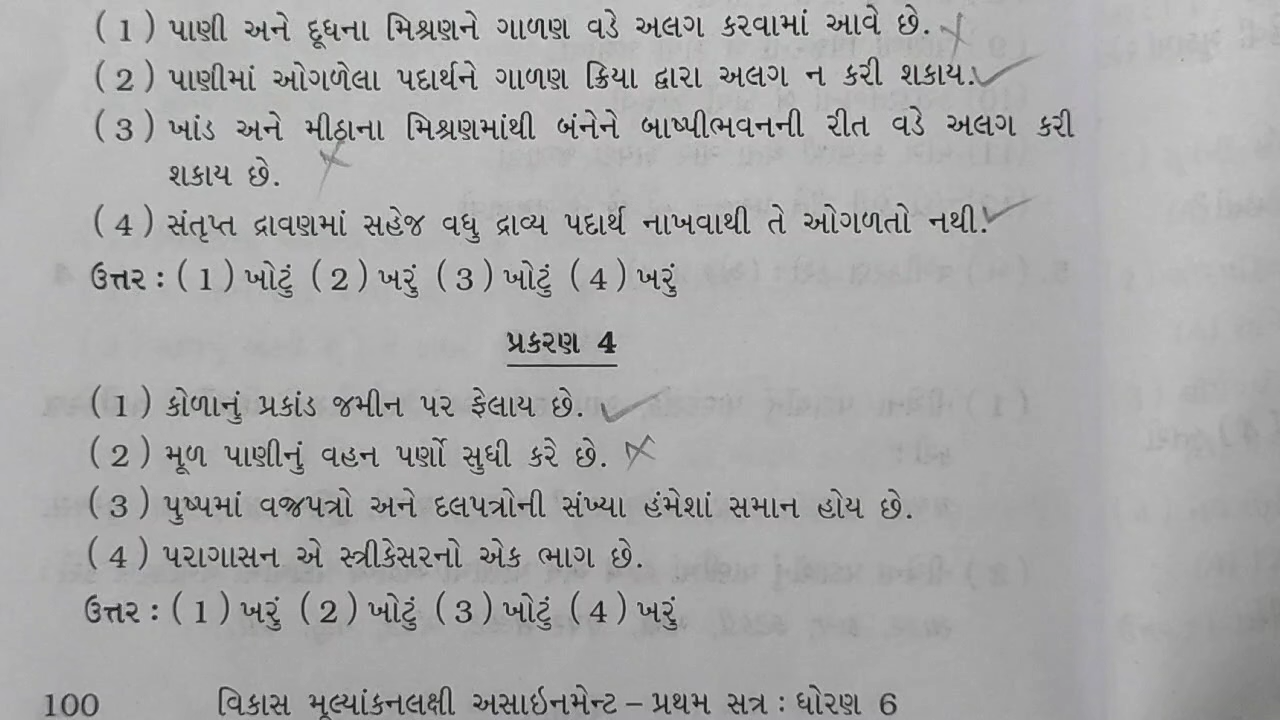 ( 1 ) પાણી અને દૂધના મિશ્રણને ગાળણ વડે અલગ કરવામાં આવે છે.
( 2 ) પાણીમાં ઓગળેલા પદાર્થને ગાળણ ક્રિયા દ્વારા અલગ ન કરી શકાય.
( 3 ) ખાંડ અને મીઠાના મિશ્રણમાંથી બંનેને બાષ્પીભવનની રીત વડે અલગ કરી
શકાય છે.
( 4 ) સંતૃપ્ત દ્રાવણમાં સહેજ વધુ દ્રાવ્ય પદાર્થ નાખવાથી તે ઓગળતો નથી.
ઉત્તર : ( 1 ) ખોટું ( 2 ) ખરું ( 3 ) ખોટું ( 4 ) ખરું
પ્રકરણ 4
( 1 ) કોળાનું પ્રકાંડ જમીન પર ફેલાય છે.
( 2 ) મૂળ પાણીનું વહન પર્ણો સુધી કરે છે.
( 3 ) પુષ્પમાં વજ્રપત્રો અને દલપત્રોની સંખ્યા હંમેશાં સમાન હોય છે.
( 4 ) પરાગાસન એ સ્ત્રીકેસરનો એક ભાગ છે.
ઉત્તર : ( 1 ) ખરું ( 2 ) ખોટું ( 3 ) ખોટું ( 4 ) ખરું
100 વિકાસ મૂલ્યાંકનલક્ષી અસાઇનમેન્ટ – પ્રથમ સત્ર : ધોરણ 6